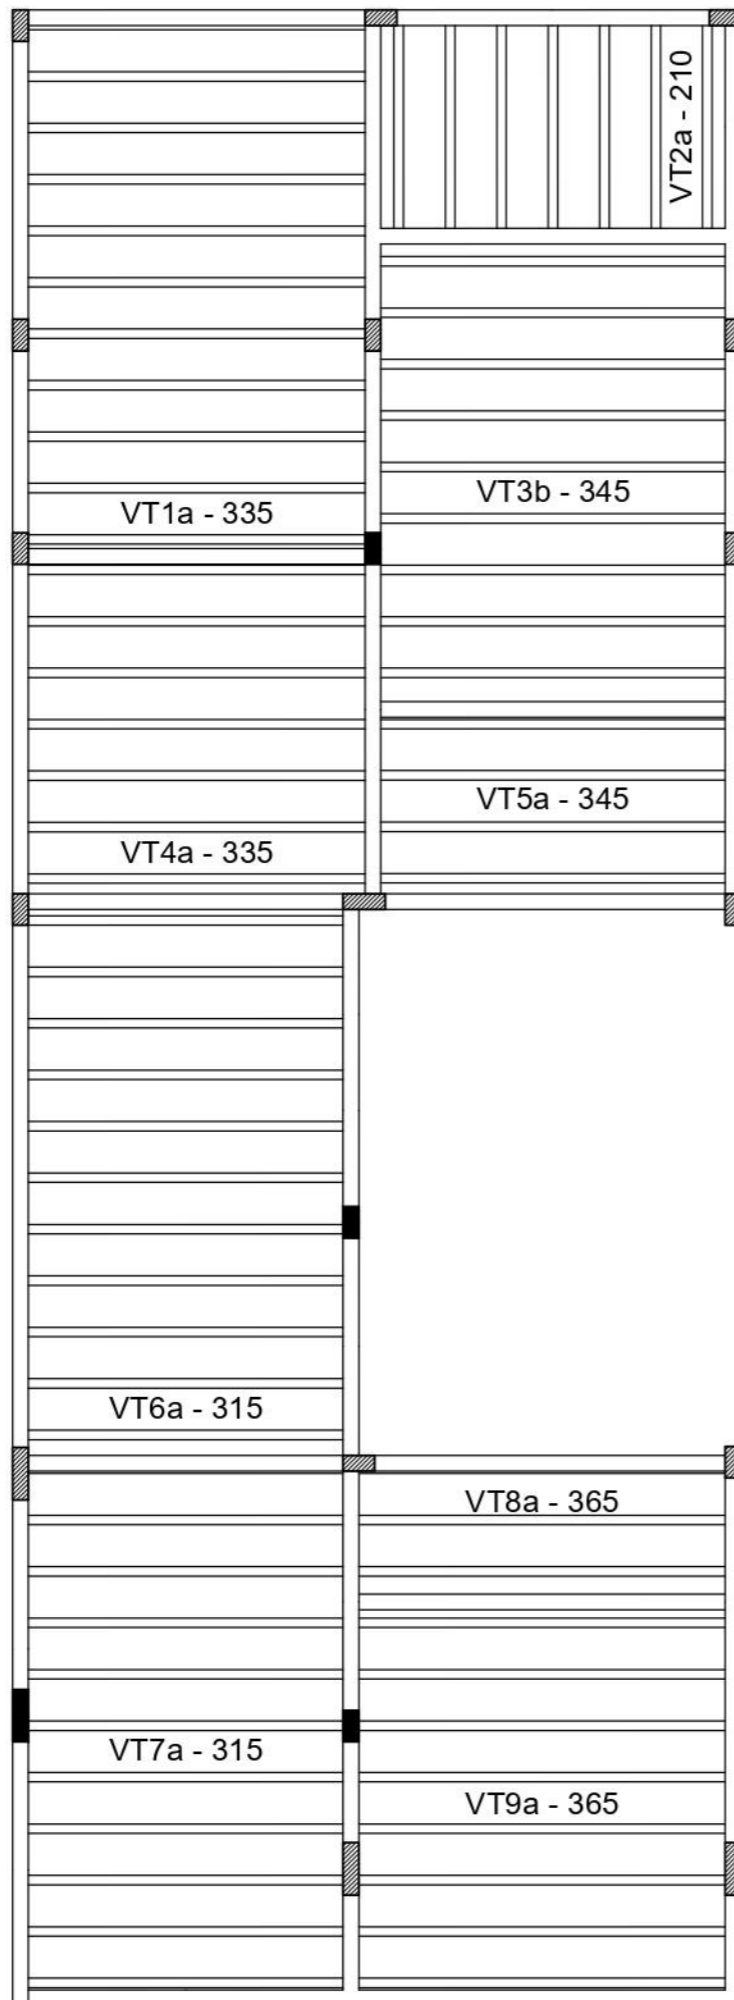 VT2a - 210
VT3b - 345
VT1a - 335
VT5a - 345
VT4a - 335
VT6a - 315
VT8a - 365
VT7a - 315
VT9a - 365